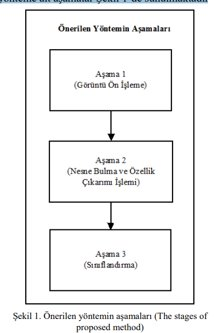 Önerilen Yöntemin Aşamaları
Aşama 1
(Görüntü Ön İşleme)
Aşama 2
(Nesne Bulma ve Özellik
Çıkarımı İşlemi)
Aşama 3
(Sınıflandırma)
Şekil 1. Önerilen yöntemin aşamaları (The stages of
proposed method)